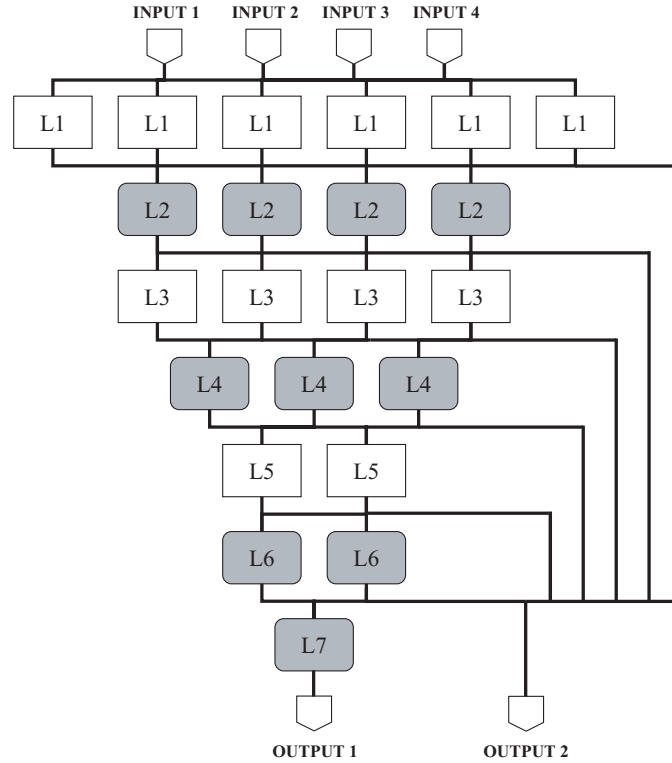 INPUT 1 INPUT 2 INPUT 3 INPUT 4
L1 L1 L1 L1 L1 L1
L2 L2 L2 L2
L3 L3 L3 L3
L4 L4 L4
L5 L5
L6 L6
L7
OUTPUT 1 OUTPUT 2